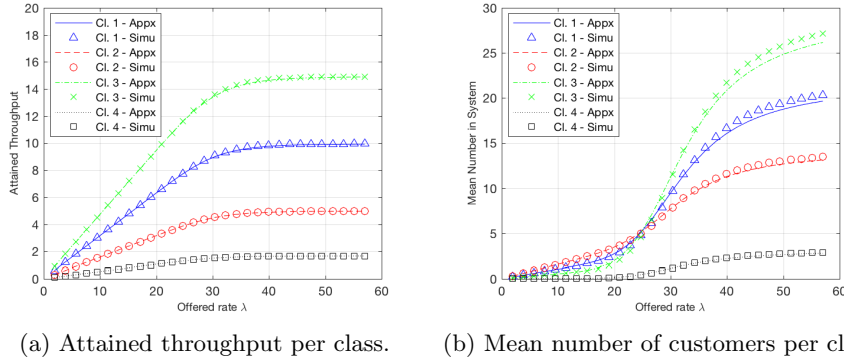 20
18
16
14
12
10
8
6
4
2
0
Attained Throughput
Cl. 1 - Appx
Cl. 1 - Simu
Cl. 2 - Appx
Cl. 2 - Simu
Cl. 3 - Appx
Cl. 3 - Simu
Cl. 4 - Appx
Cl. 4 - Simu
0 10 20 30 40 50 60
Offered rate λ
(a) Attained throughput per class.
30
25
20
15
10
5
0
Mean Number in System
Cl. 1 - Appx
Cl. 1 - Simu
Cl. 2 - Appx
Cl. 2 - Simu
Cl. 3 - Appx
Cl. 3 - Simu
Cl. 4 - Appx
Cl. 4 - Simu
0 10 20 30 40 50 60
Offered rate λ
(b) Mean number of customers per cl